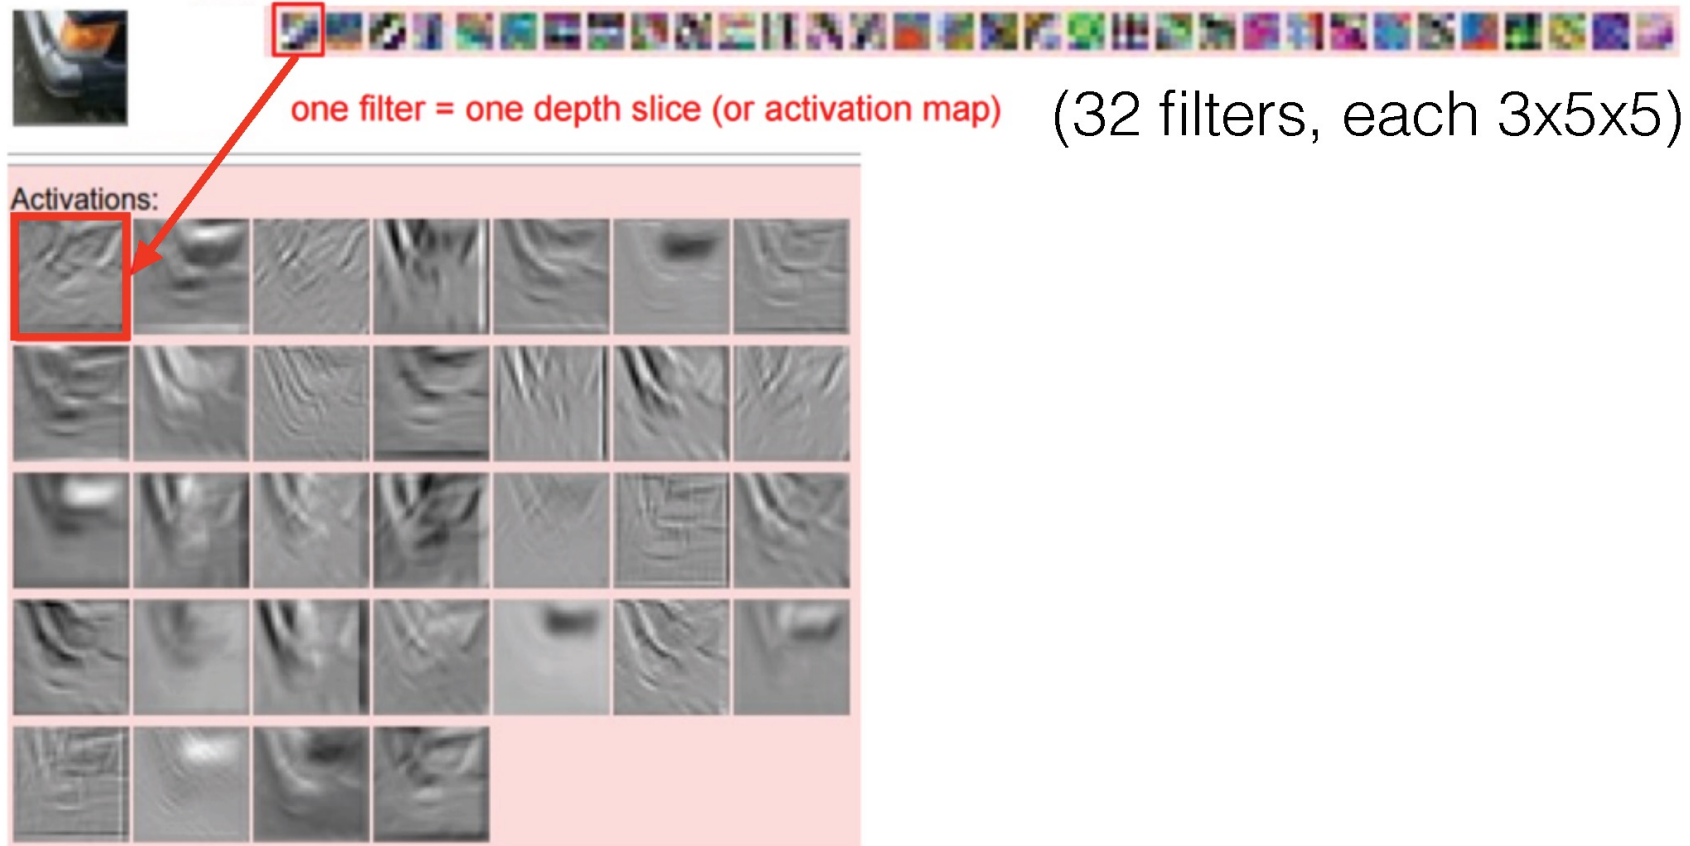 one filter = one depth slice (or activation map)
(32 filters, each 3x5x5)
Activations: